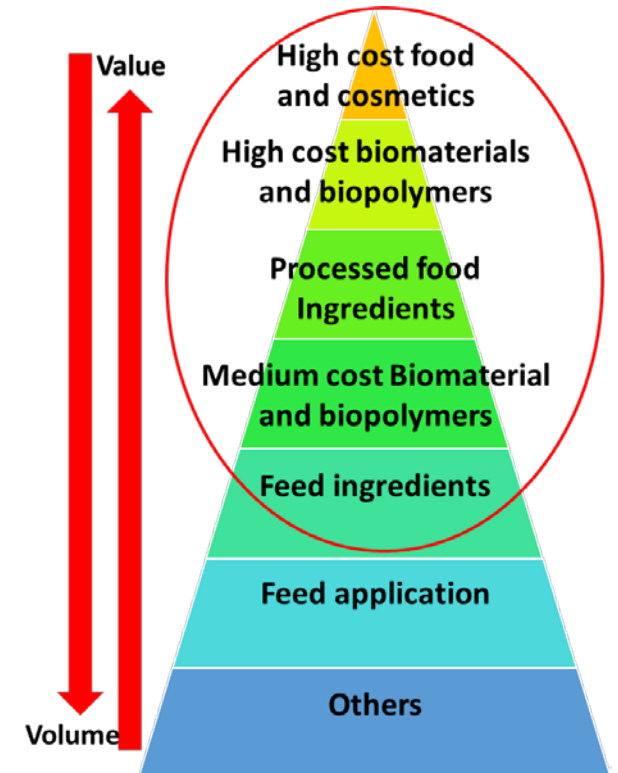 Value
High cost food
and cosmetics
High cost biomaterials
and biopolymers
Processed food
Ingredients
Medium cost Biomaterial
and biopolymers
Feed ingredients
Feed application
Others
Volume